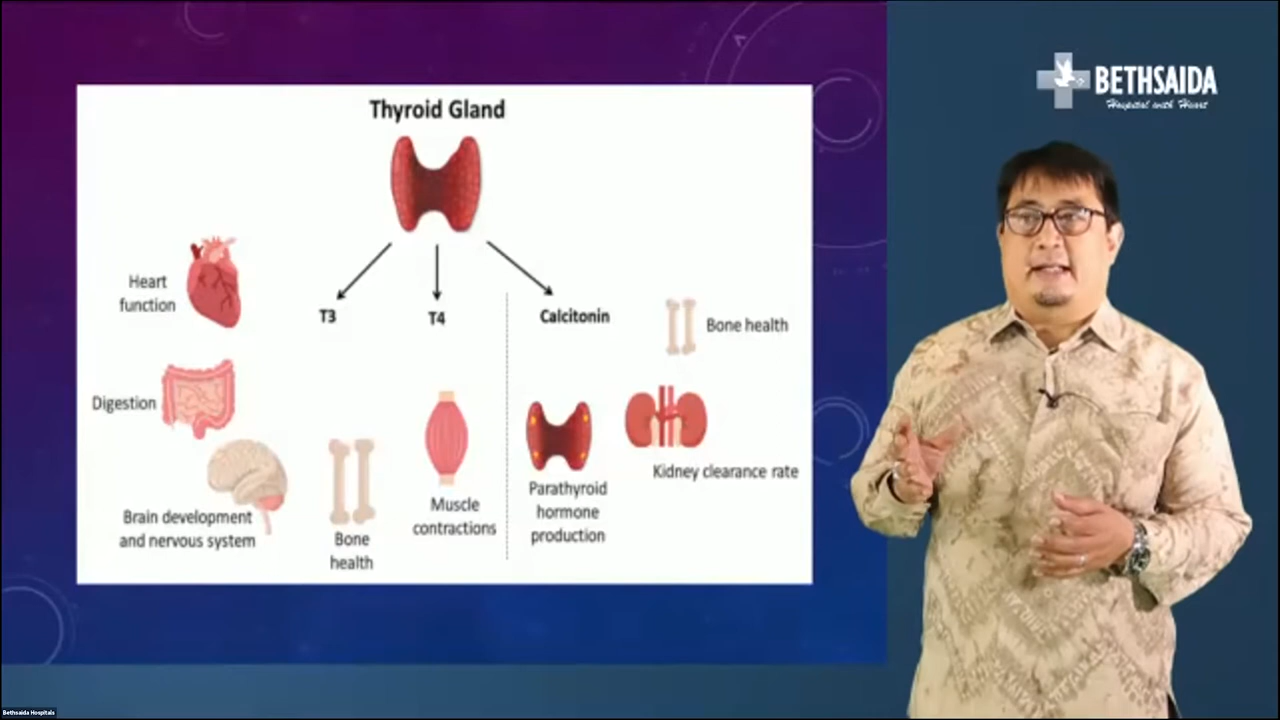 Thyroid Gland
BETHSAIDA
Hospital with Heart
Heart
function
T3
T4
Calcitonin
Bone health
Digestion
Kidney clearance rate
Parathyroid
hormone
production
Muscle
contractions
Brain development
and nervous system
Bone
health
Bethsaida Hospitals